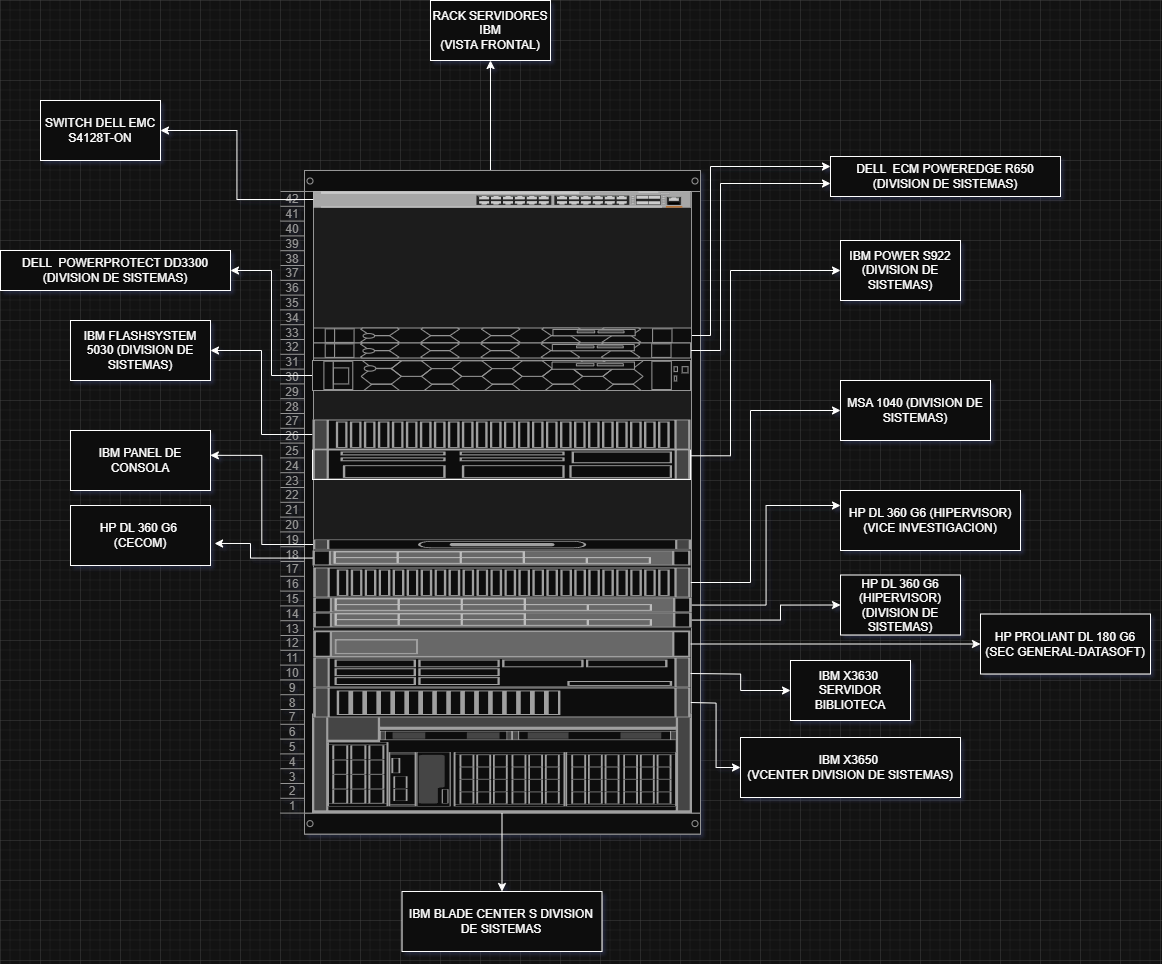 RACK SERVIDORES
IBM
(VISTA FRONTAL)
SWITCH DELL EMC
S4128T-ON
DELL ECM POWEREDGE R650
(DIVISION DE SISTEMAS)
DELL POWERPROTECT DD3300
(DIVISION DE SISTEMAS)
IBM POWER S922
(DIVISION DE
SISTEMAS)
IBM FLASHSYSTEM
5030 (DIVISION DE
SISTEMAS)
MSA 1040 (DIVISION DE
SISTEMAS)
IBM PANEL DE
CONSOLA
HP DL 360 G6 (HIPERVISOR)
(VICE INVESTIGACION)
HP DL 360 G6
(CECOM)
HP DL 360 G6
(HIPERVISOR)
(DIVISION DE
SISTEMAS)
HP PROLIANT DL 180 G6
(SEC GENERAL-DATASOFT)
IBM X3630
SERVIDOR
BIBLIOTECA
IBM X3650
(VCENTER DIVISION DE SISTEMAS)
IBM BLADE CENTER S DIVISION
DE SISTEMAS
42
41
40
39
38
37
36
35
34
33
32
31
30
29
28
27
26
25
24
23
22
21
20
19
18
17
16
15
14
13
12
11
10
9
8
7
6
5
4
3
2
1